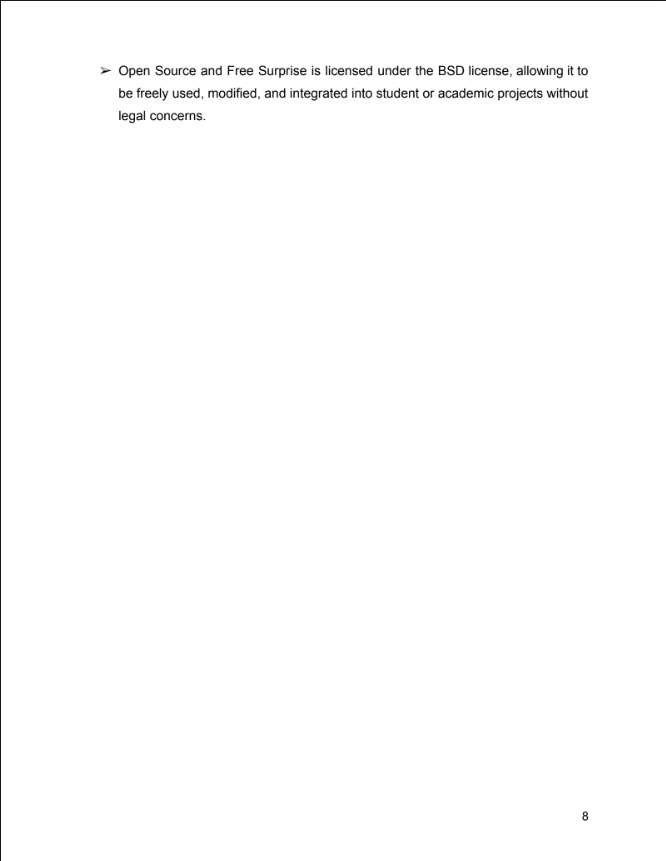 ➢ Open Source and Free Surprise is licensed under the BSD license, allowing it to
be freely used, modified, and integrated into student or academic projects without
legal concerns.
8